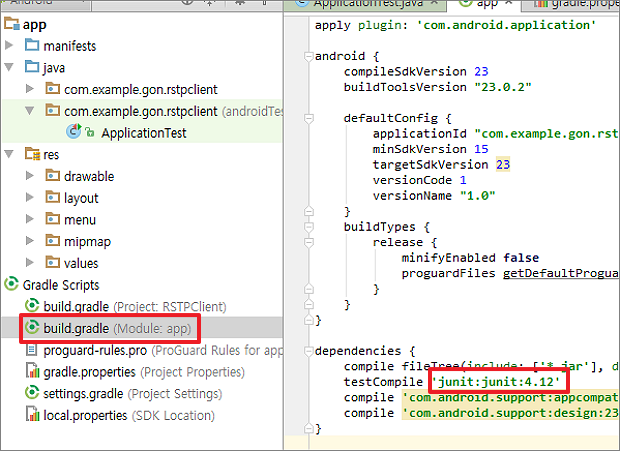 Android
app
manifests
java
com.example.gon.rstpclient
com.example.gon.rstpclient (androidTes
ApplicationTest
res
drawable
layout
menu
mipmap
values
Gradle Scripts
build.gradle (Project: RSTPClient)
build.gradle (Module: app)
proguard-rules.pro (ProGuard Rules for app
gradle.properties (Project Properties)
settings.gradle (Project Settings)
local.properties (SDK Location)
ApplicationTest.java
app
gradle.prope
apply plugin: 'com.android.application'
android {
compileSdkVersion 23
buildToolsVersion "23.0.2"
defaultConfig {
applicationId "com.example.gon.rst
minSdkVersion 15
targetSdkVersion 23
versionCode 1
versionName "1.0"
}
buildTypes {
release {
minifyEnabled false
proguardFiles getDefaultProgua
}
}
}
dependencies {
compile fileTree(include: ['*.jar'], d
testCompile 'junit:junit:4.12'
compile 'com.android.support:appcompat
compile 'com.android.support:design:23
}